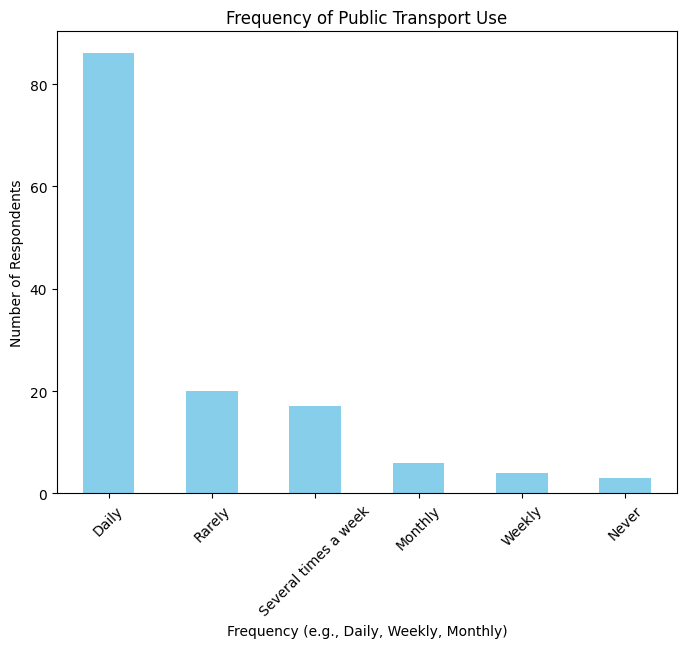 Frequency of Public Transport Use
Number of Respondents
80
60
40
20
0
Daily
Rarely
Several times a week
Monthly
Weekly
Never
Frequency (e.g., Daily, Weekly, Monthly)